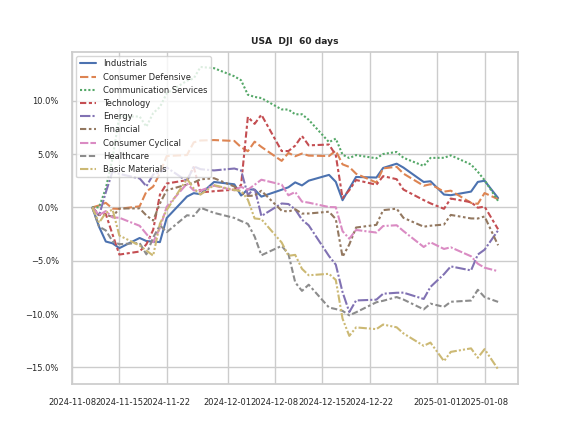 USA  DJI  60 days
Industrials
Consumer Defensive
Communication Services
Technology
Energy
Financial
Consumer Cyclical
Healthcare
Basic Materials
10.0%
5.0%
0.0%
−5.0%
−10.0%
−15.0%
2024-11-08 2024-11-15 2024-11-22 2024-12-01 2024-12-08 2024-12-15 2024-12-22 2025-01-01 2025-01-08